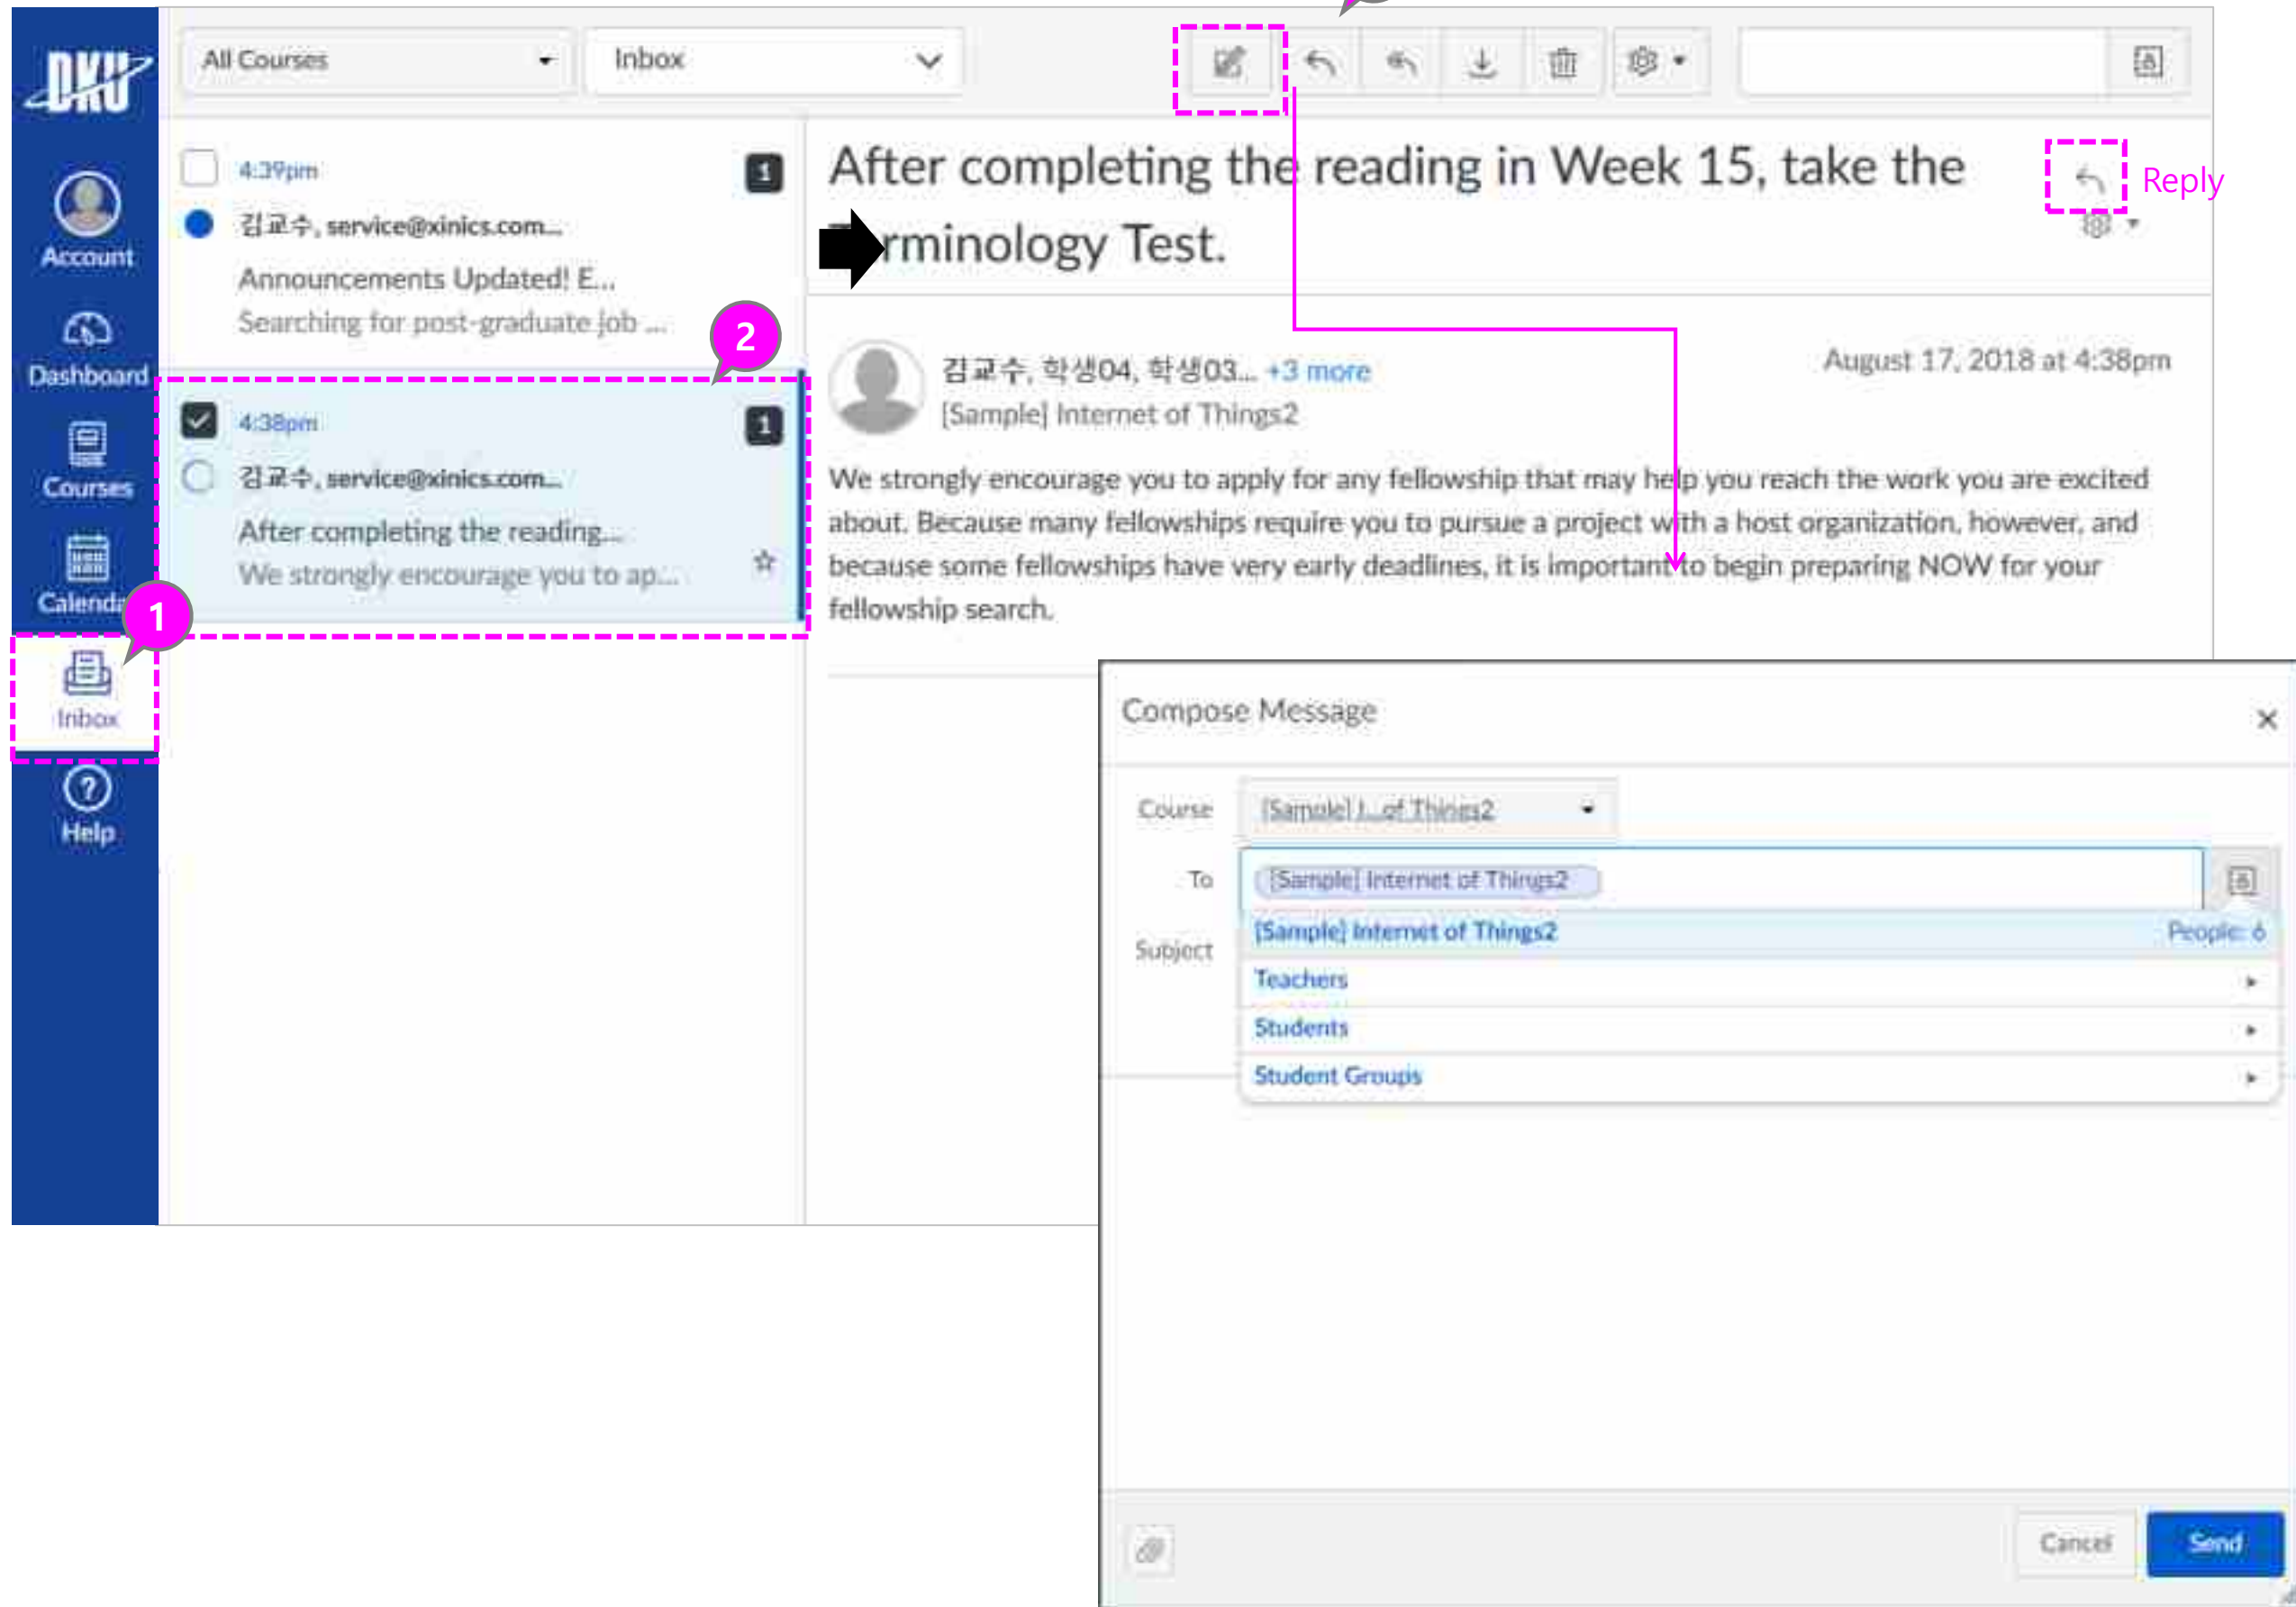 DKU
All Courses
Inbox
4:39pm
1
김교수, service@xinics.com...
Announcements Updated! E...
Searching for post-graduate job ...
2
4:38pm
1
김교수, service@xinics.com...
After completing the reading...
We strongly encourage you to ap...
Account
Dashboard
Courses
1
Inbox
Help
After completing the reading in Week 15, take the
Test.
Reply
김교수, 학생04, 학생03... +3 more
August 17, 2018 at 4:38pm
[Sample] Internet of Things2
We strongly encourage you to apply for any fellowship that may help you reach the work you are excited
about. Because many fellowships require you to pursue a project with a host organization, however, and
because some fellowships have very early deadlines, it is important to begin preparing NOW for your
fellowship search.
Compose Message
Course
[Sample] I...of Things2
To
[Sample] Internet of Things2
[Sample] Internet of Things2
People: 6
Subject
Teachers
Students
Student Groups
Cancel
Send